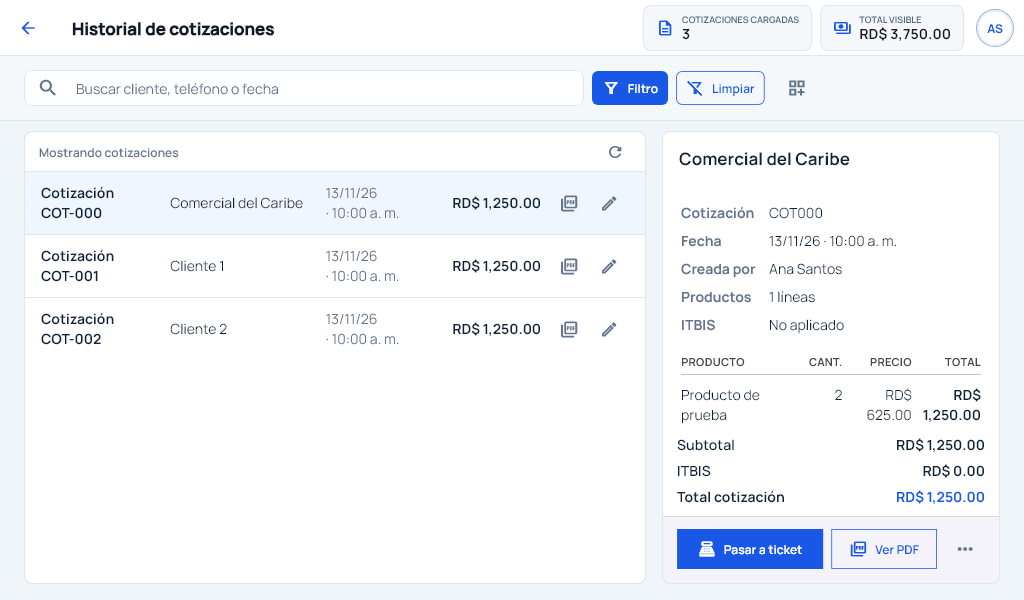 Historial de cotizaciones
COTIZACIONES CARGADAS
3
TOTAL VISIBLE
RD$ 3,750.00
AS
Buscar cliente, teléfono o fecha
Filtro
Limpiar
Mostrando cotizaciones
Cotización
COT-000
Comercial del Caribe
13/11/26
· 10:00 a. m.
RD$ 1,250.00
PDF
Cotización
COT-001
Cliente 1
13/11/26
· 10:00 a. m.
RD$ 1,250.00
PDF
Cotización
COT-002
Cliente 2
13/11/26
· 10:00 a. m.
RD$ 1,250.00
PDF
Comercial del Caribe
Cotización COT000
Fecha 13/11/26 · 10:00 a. m.
Creada por Ana Santos
Productos 1 líneas
ITBIS No aplicado
PRODUCTO CANT. PRECIO TOTAL
Producto de 2 RD$ RD$
prueba 625.00 1,250.00
Subtotal RD$ 1,250.00
ITBIS RD$ 0.00
Total cotización RD$ 1,250.00
Pasar a ticket
PDF Ver PDF